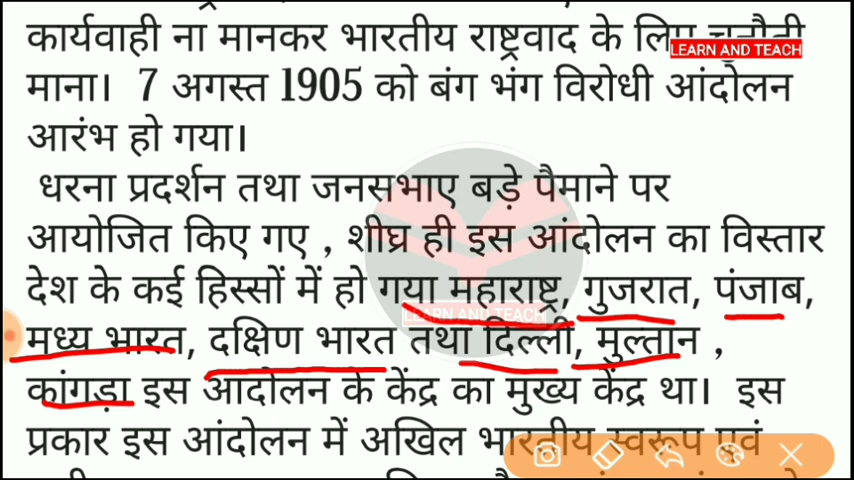 कार्यवाही ना मानकर भारतीय राष्ट्रवाद के लिए चुनौती
LEARN AND TEACH
माना। 7 अगस्त 1905 को बंग भंग विरोधी आंदोलन
आरंभ हो गया।
धरना प्रदर्शन तथा जनसभाए बड़े पैमाने पर
आयोजित किए गए , शीघ्र ही इस आंदोलन का विस्तार
देश के कई हिस्सों में हो गया महाराष्ट्र, गुजरात, पंजाब,
LEARN AND TEACH
मध्य भारत, दक्षिण भारत तथा दिल्ली, मुल्तान ,
कांगड़ा इस आंदोलन के केंद्र का मुख्य केंद्र था। इस
प्रकार इस आंदोलन में अखिल भारतीय स्वरूप एवं